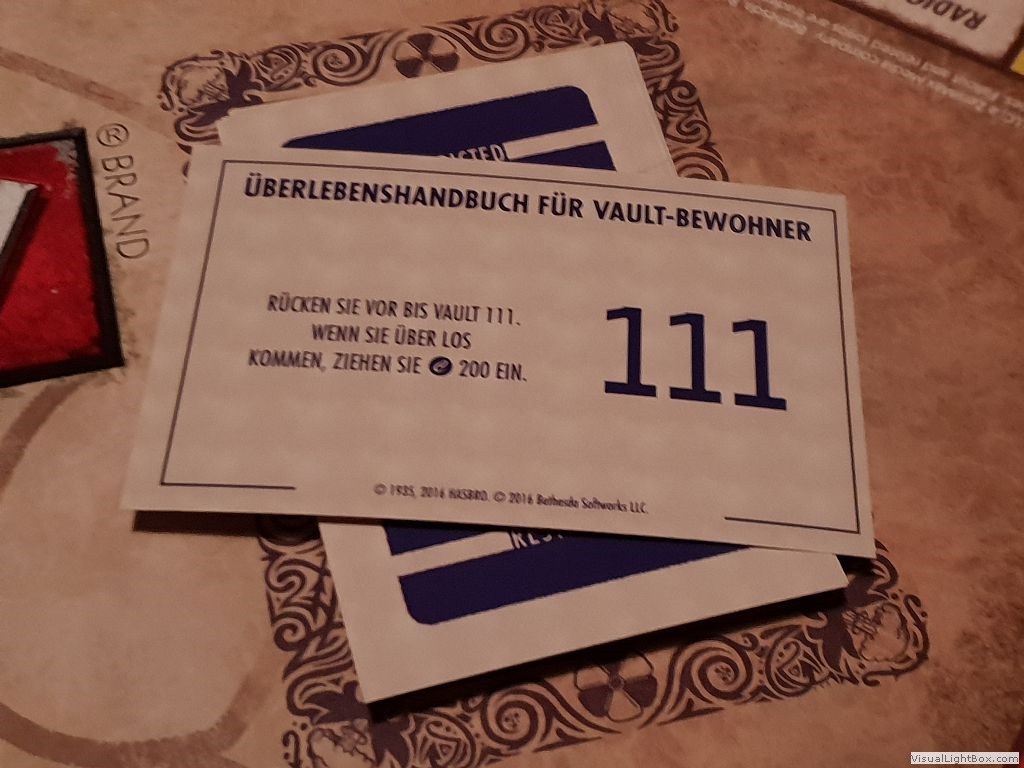 RADIO
® BRAND
ÜBERLEBENSHANDBUCH FÜR VAULT-BEWOHNER
RÜCKEN SIE VOR BIS VAULT 111.
WENN SIE ÜBER LOS
KOMMEN, ZIEHEN SIE 200 EIN.
111
© 1935, 2016 HASBRO. © 2016 Bethesda Softworks LLC.
VisualLightBox.com